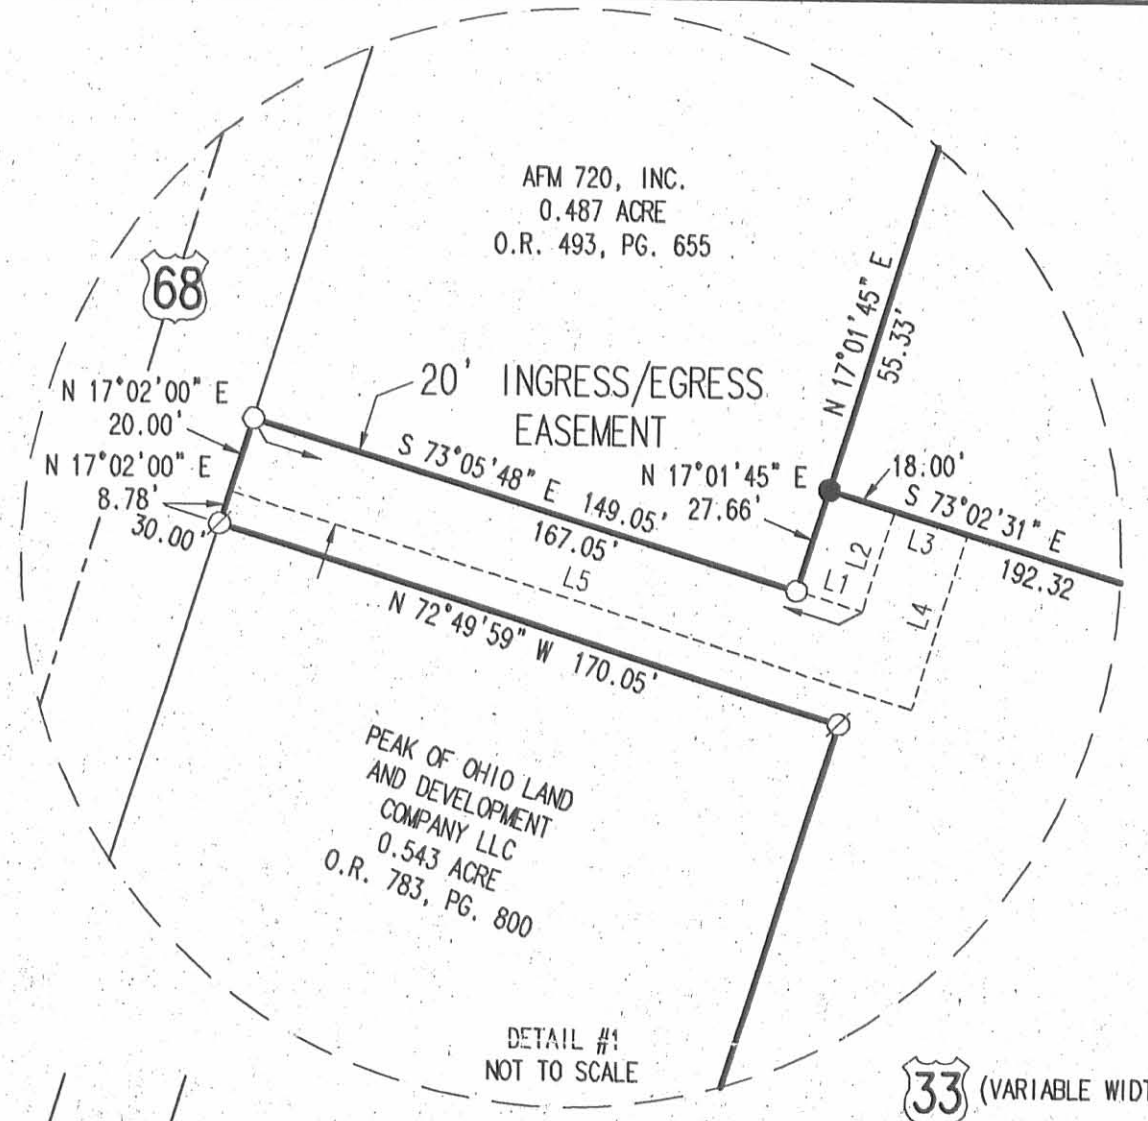 AFM 720, INC.
0.487 ACRE
O.R. 493, PG. 655
68
N 17°01'45" E
55.33'
20' INGRESS/EGRESS
EASEMENT
N 17°02'00" E
20.00'
N 17°02'00" E
8.78'
30.00'
S 73°05'48" E 149.05'
167.05'
N 17°01'45" E
27.66'
18.00'
S 73°02'31" E
192.32
L1
L2
L3
L4
L5
N 72°49'59" W 170.05'
PEAK OF OHIO LAND
AND DEVELOPMENT
COMPANY LLC
0.543 ACRE
O.R. 783, PG. 800
DETAIL #1
NOT TO SCALE
33 (VARIABLE WIDT